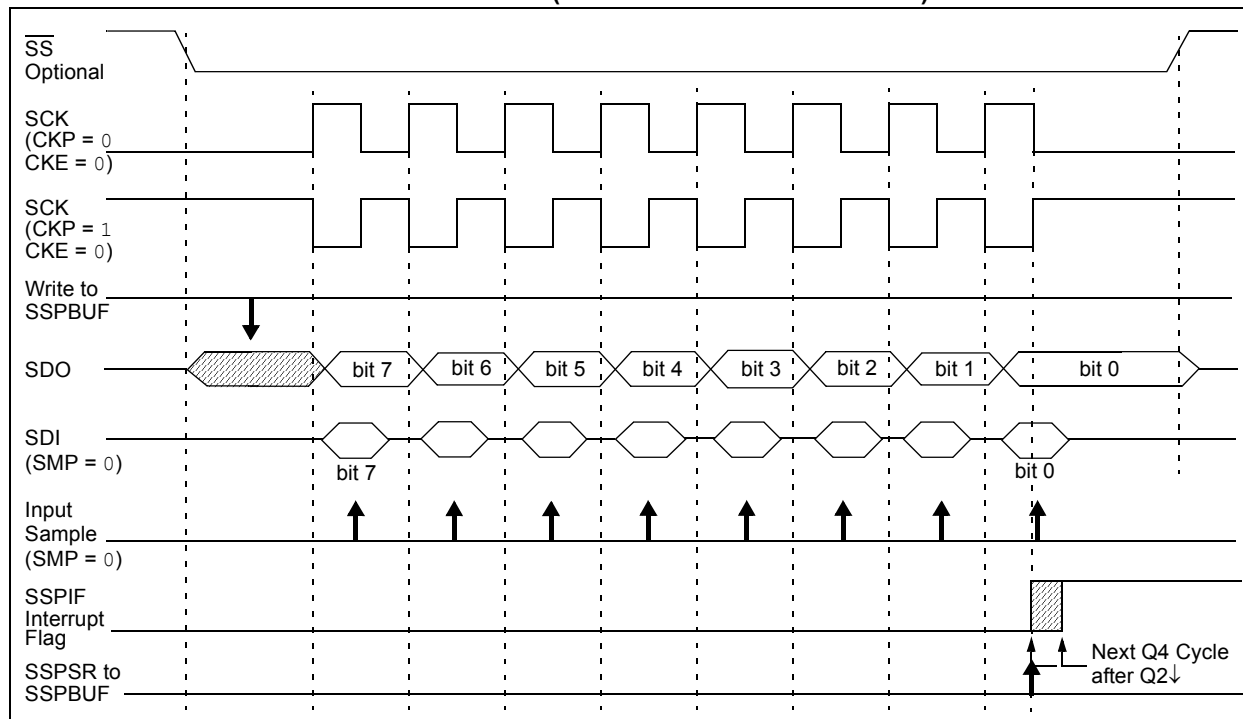 SS
Optional
SCK
(CKP = 0
CKE = 0)
SCK
(CKP = 1
CKE = 0)
Write to
SSPBUF
SDO
bit 7
bit 6
bit 5
bit 4
bit 3
bit 2
bit 1
bit 0
SDI
(SMP = 0)
bit 7
bit 0
Input
Sample
(SMP = 0)
SSPIF
Interrupt
Flag
Next Q4 Cycle
after Q2↓
SSPSR to
SSPBUF